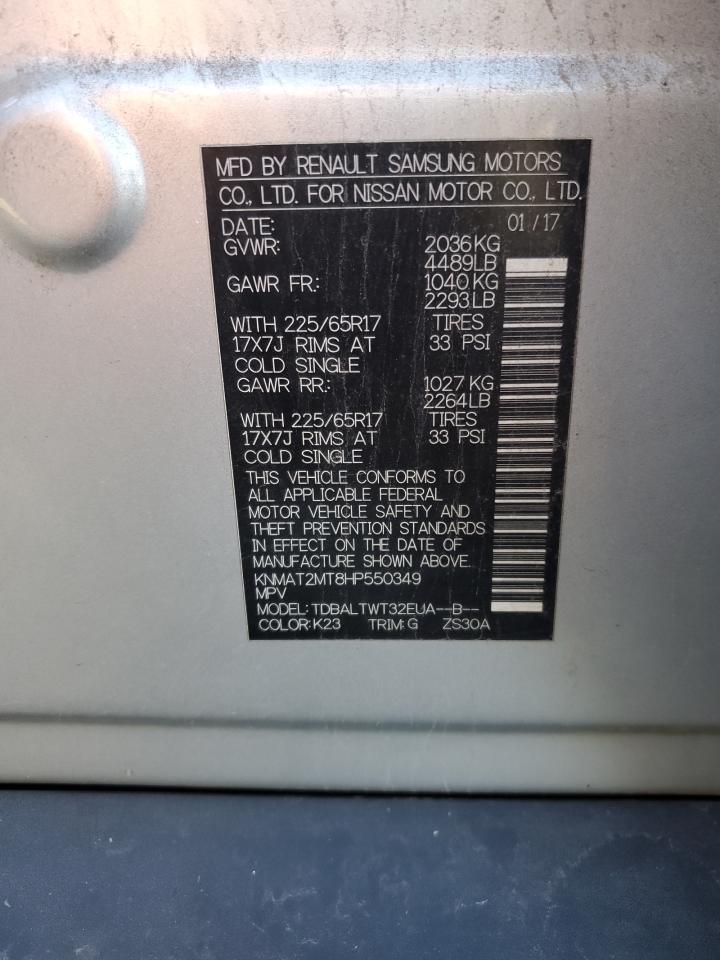 MFD BY RENAULT SAMSUNG MOTORS
CO., LTD. FOR NISSAN MOTOR CO., LTD.
DATE: 01/17
GVWR: 2036KG
4489LB
GAWR FR.: 1040KG
2293LB
WITH 225/65R17 TIRES
17X7J RIMS AT 33 PSI
COLD SINGLE
GAWR RR.: 1027KG
2264LB
WITH 225/65R17 TIRES
17X7J RIMS AT 33 PSI
COLD SINGLE
THIS VEHICLE CONFORMS TO
ALL APPLICABLE FEDERAL
MOTOR VEHICLE SAFETY AND
THEFT PREVENTION STANDARDS
IN EFFECT ON THE DATE OF
MANUFACTURE SHOWN ABOVE.
KNMAT2MT8HP550349
MPV
MODEL: TDBALTWT32EUA--B--
COLOR: K23 TRIM: G ZS30A